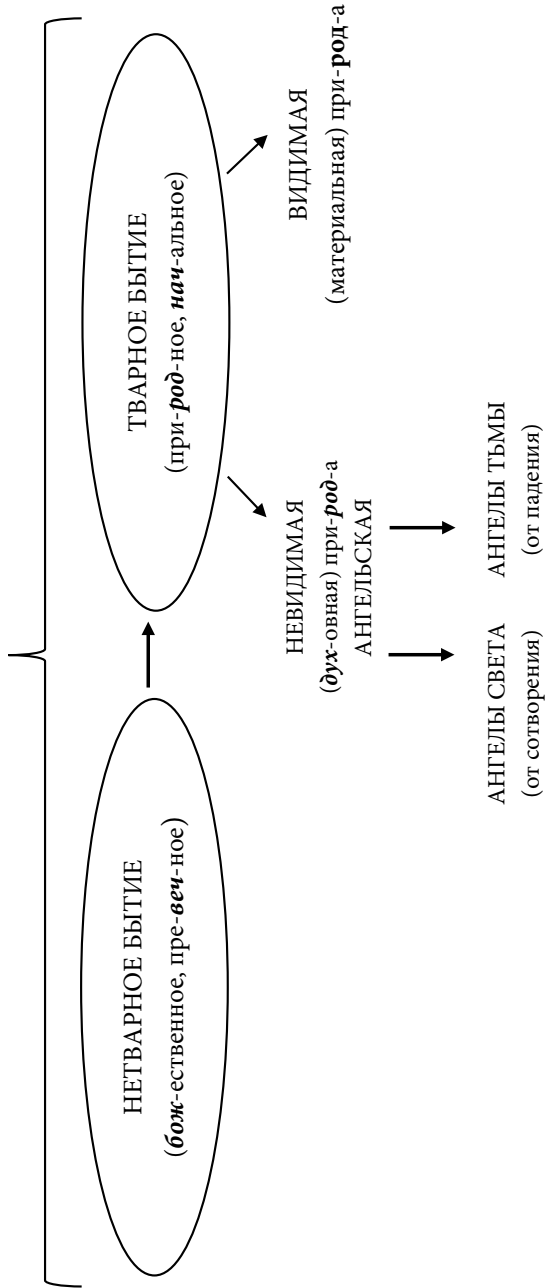 НЕТВАРНОЕ БЫТИЕ
(бож-ественное, пре-веч-ное)
ТВАРНОЕ БЫТИЕ
(при-род-ное, нач-альное)
НЕВИДИМАЯ
(дух-овная) при-род-а
АНГЕЛЬСКАЯ
ВИДИМАЯ
(материальная) при-род-а
АНГЕЛЫ СВЕТА
(от сотворения)
АНГЕЛЫ ТЬМЫ
(от падения)